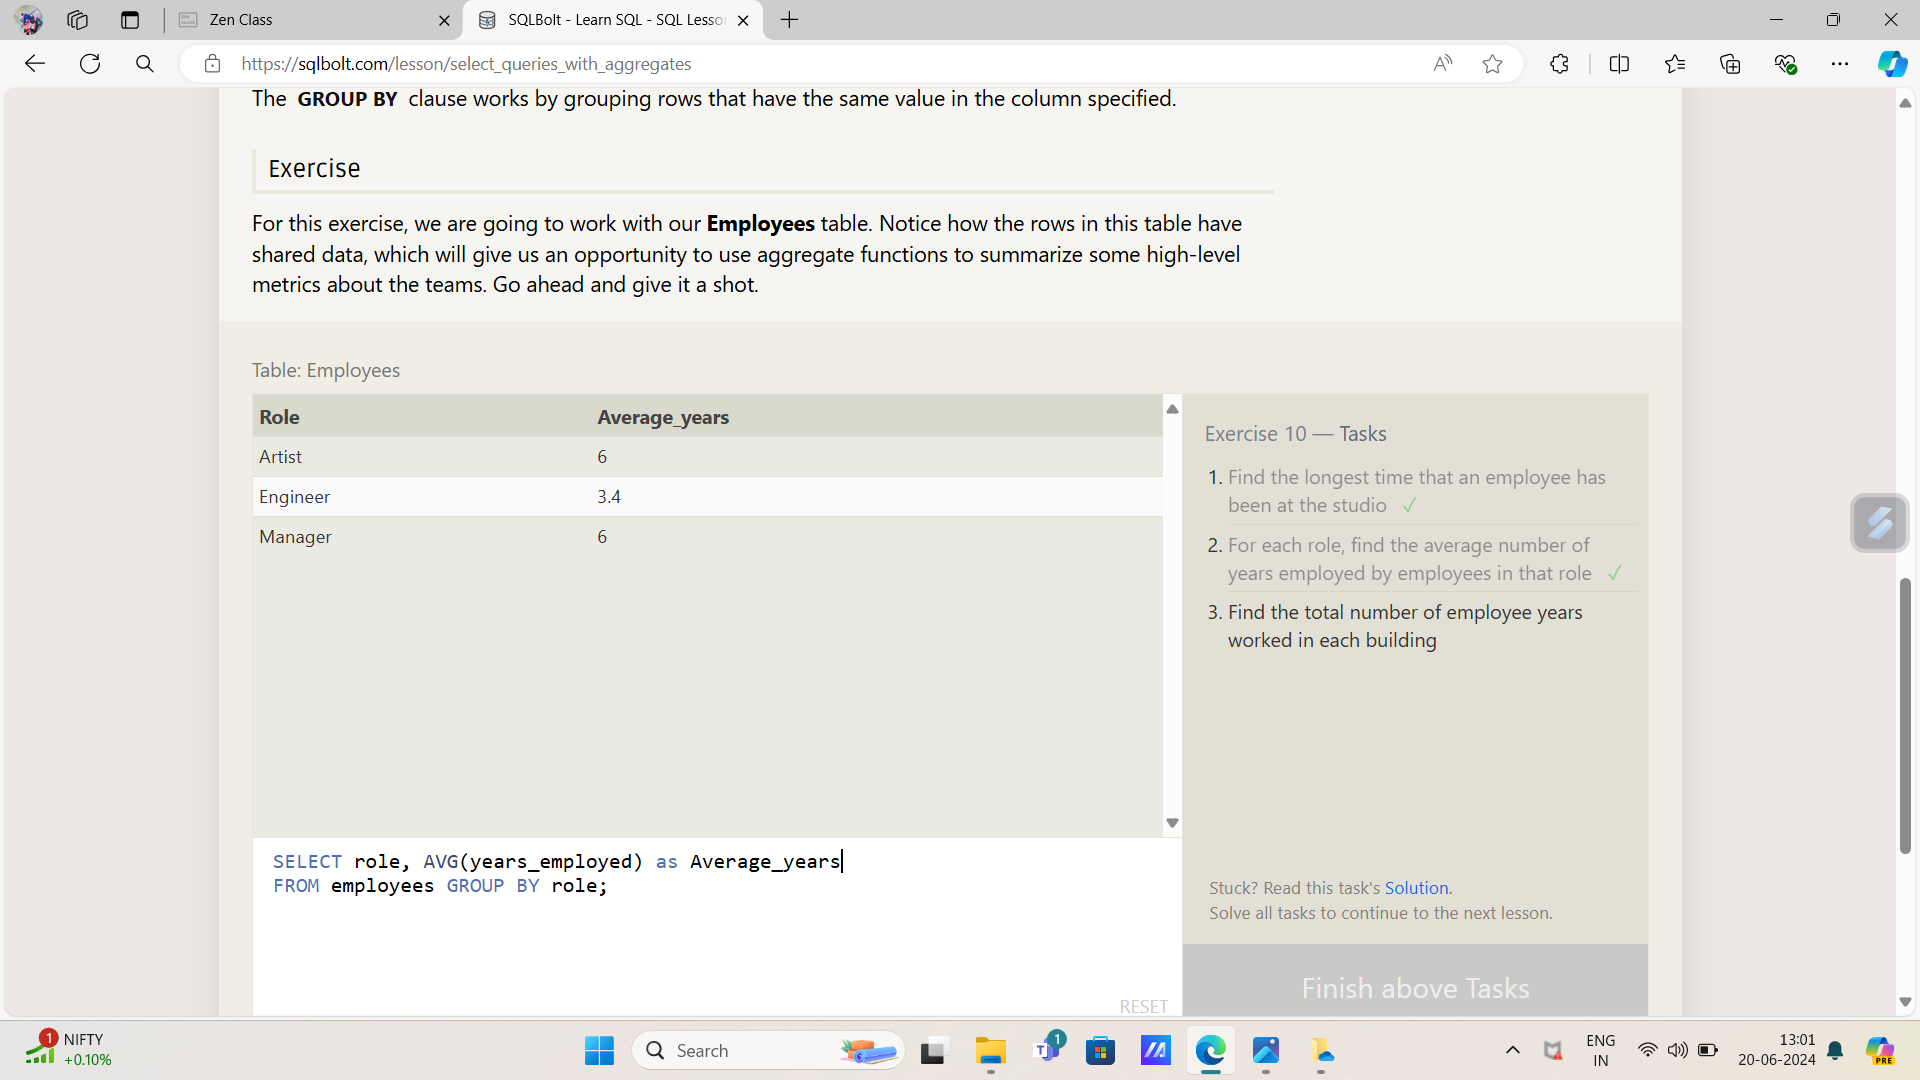 Zen Class
SQLBolt - Learn SQL - SQL Lesso
https://sqlbolt.com/lesson/select_queries_with_aggregates
The GROUP BY clause works by grouping rows that have the same value in the column specified.
Exercise
For this exercise, we are going to work with our Employees table. Notice how the rows in this table have
shared data, which will give us an opportunity to use aggregate functions to summarize some high-level
metrics about the teams. Go ahead and give it a shot.
Table: Employees
Role Average_years
Artist 6
Engineer 3.4
Manager 6
Exercise 10 — Tasks
1. Find the longest time that an employee has
been at the studio ✓
2. For each role, find the average number of
years employed by employees in that role ✓
3. Find the total number of employee years
worked in each building
SELECT role, AVG(years_employed) as Average_years
FROM employees GROUP BY role;
RESET
Stuck? Read this task's Solution.
Solve all tasks to continue to the next lesson.
Finish above Tasks
1
NIFTY
+0.10%
Search
1
ENG
IN
13:01
20-06-2024
PRE